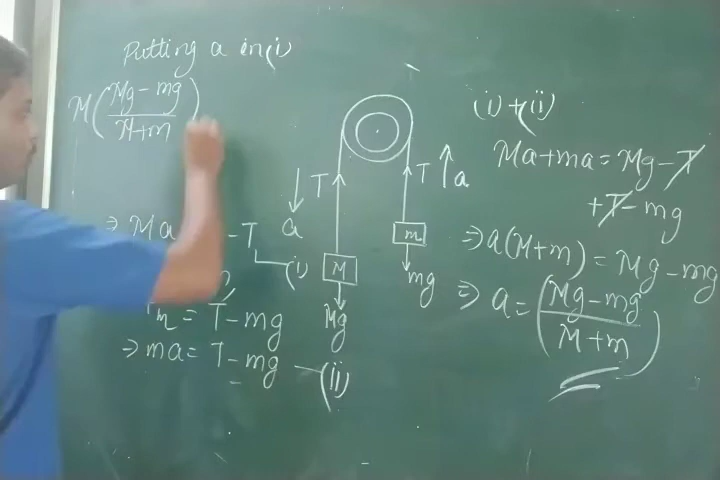 Putting a in (i)
M(Mg - mg / M+m)
⇒ Ma - T
(i)
m = T - mg
⇒ ma = T - mg - (ii)
T
a
M
Mg
T
a
m
mg
(i) + (ii)
Ma + ma = Mg - T
+ T - mg
⇒ a(M+m) = Mg - mg
⇒ a = (Mg - mg / M + m)